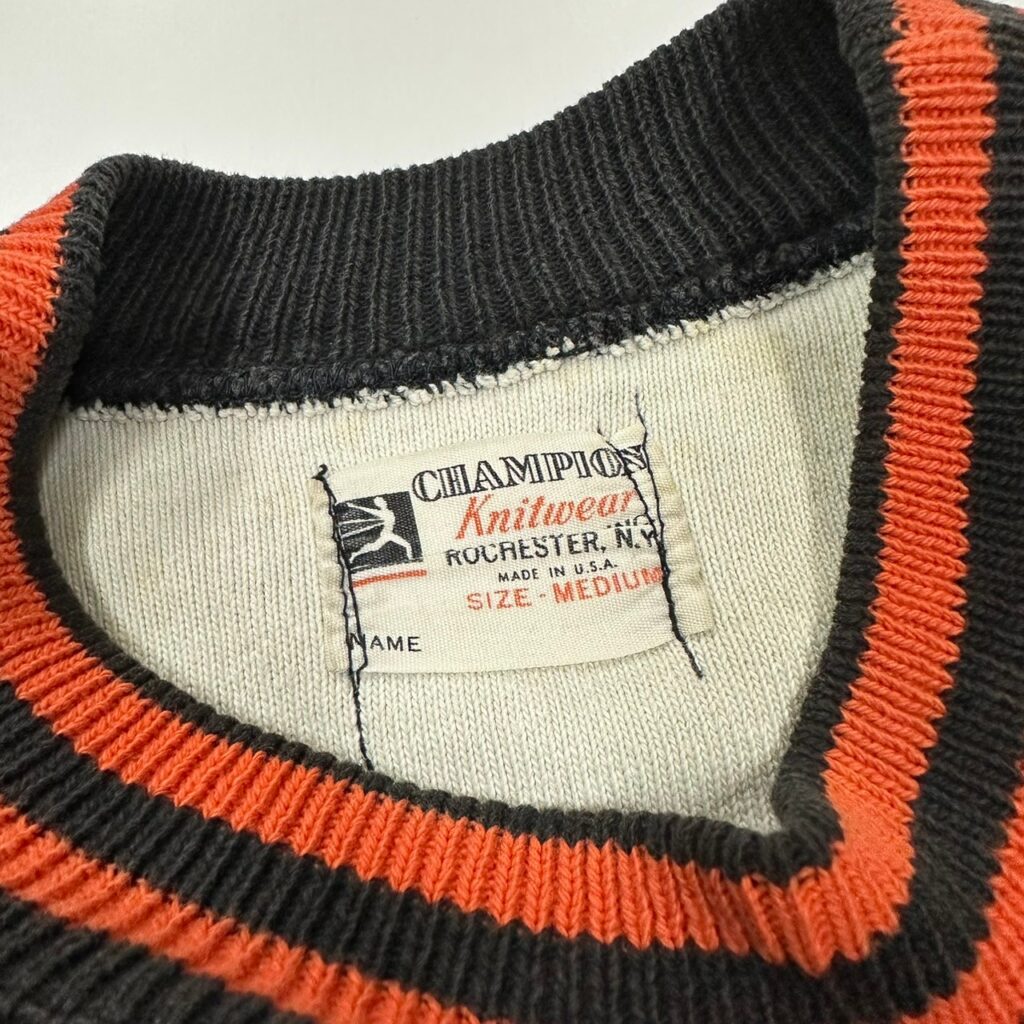 CHAMPION
Knitwear
ROCHESTER, N.Y.
MADE IN U.S.A.
SIZE - MEDIUM
NAME